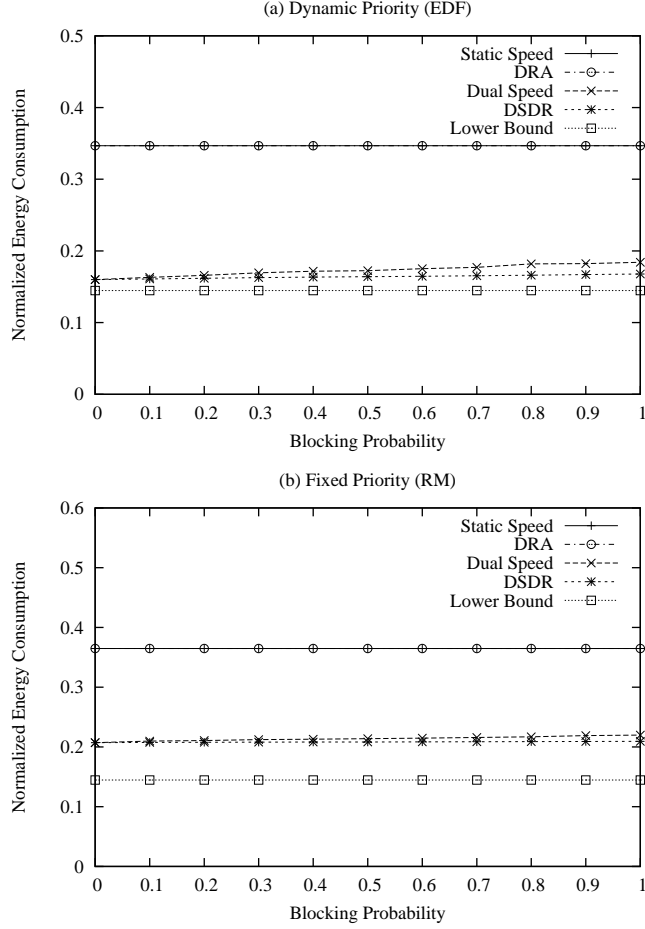 (a) Dynamic Priority (EDF)
0.5
0.4
0.3
0.2
0.1
0
Normalized Energy Consumption
Static Speed
DRA
Dual Speed
DSDR
Lower Bound
0 0.1 0.2 0.3 0.4 0.5 0.6 0.7 0.8 0.9 1
Blocking Probability
(b) Fixed Priority (RM)
0.6
0.5
0.4
0.3
0.2
0.1
0
Normalized Energy Consumption
Static Speed
DRA
Dual Speed
DSDR
Lower Bound
0 0.1 0.2 0.3 0.4 0.5 0.6 0.7 0.8 0.9 1
Blocking Probability